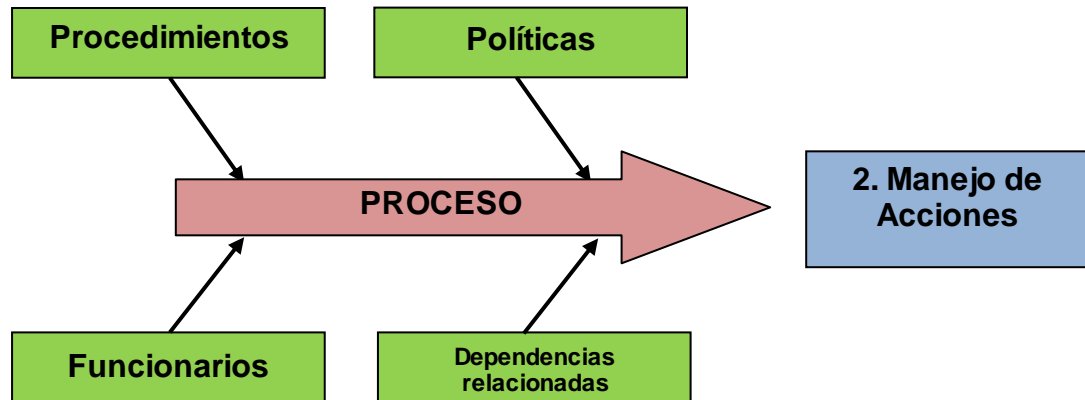 Procedimientos
Políticas
PROCESO
2. Manejo de
Acciones
Funcionarios
Dependencias
relacionadas